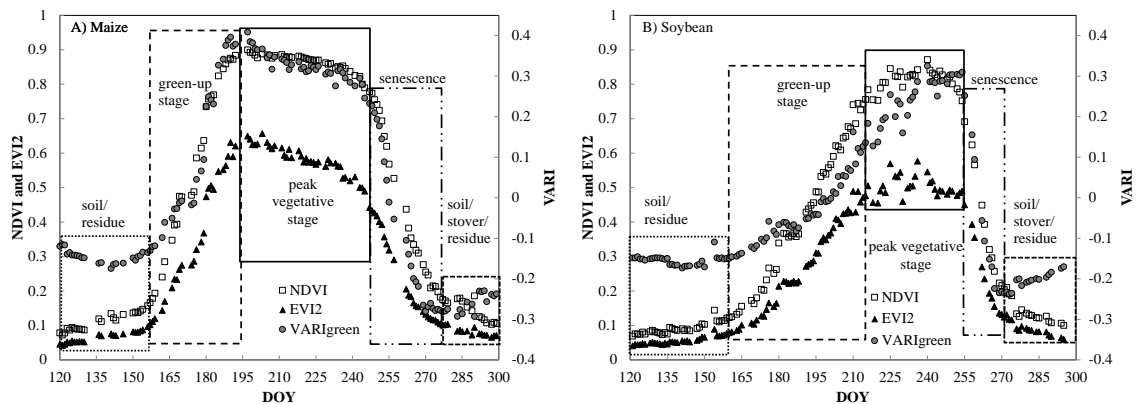 A) Maize
1
0.9
0.8
0.7
0.6
0.5
0.4
0.3
0.2
0.1
0
NDVI and EVI2
0.4
0.3
0.2
0.1
0
-0.1
-0.2
-0.3
-0.4
VARI
green-up
stage
senescence
soil/
residue
peak
vegetative
stage
soil/
stover/
residue
NDVI
EVI2
VARIgreen
120 135 150 165 180 195 210 225 240 255 270 285 300
DOY
B) Soybean
1
0.9
0.8
0.7
0.6
0.5
0.4
0.3
0.2
0.1
0
NDVI and EVI2
0.4
0.3
0.2
0.1
0
-0.1
-0.2
-0.3
-0.4
VARI
green-up
stage
senescence
soil/
residue
peak vegetative
stage
soil/
stover/
residue
NDVI
EVI2
VARIgreen
120 135 150 165 180 195 210 225 240 255 270 285 300
DOY